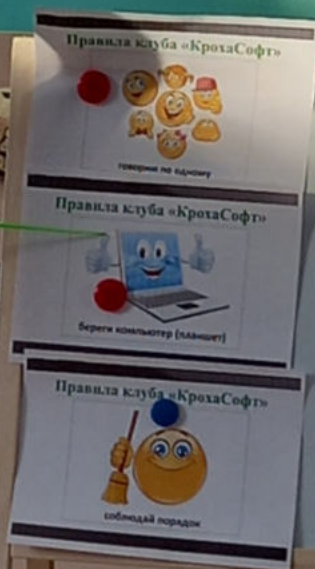 Правила клуба «КрохаСофт»
говорим по одному
Правила клуба «КрохаСофт»
береги компьютер (планшет)
Правила клуба «КрохаСофт»
соблюдай порядок